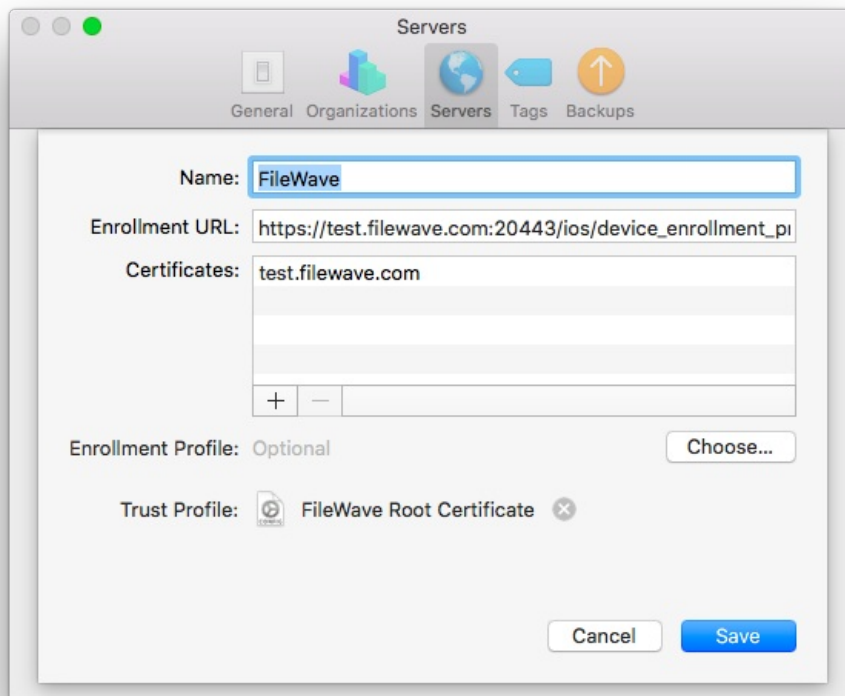 Servers
General Organizations Servers Tags Backups
Name: FileWave
Enrollment URL: https://test.filewave.com:20443/ios/device_enrollment_p
Certificates: test.filewave.com
+ −
Enrollment Profile: Optional Choose...
Trust Profile: CONFIG FileWave Root Certificate
Cancel Save